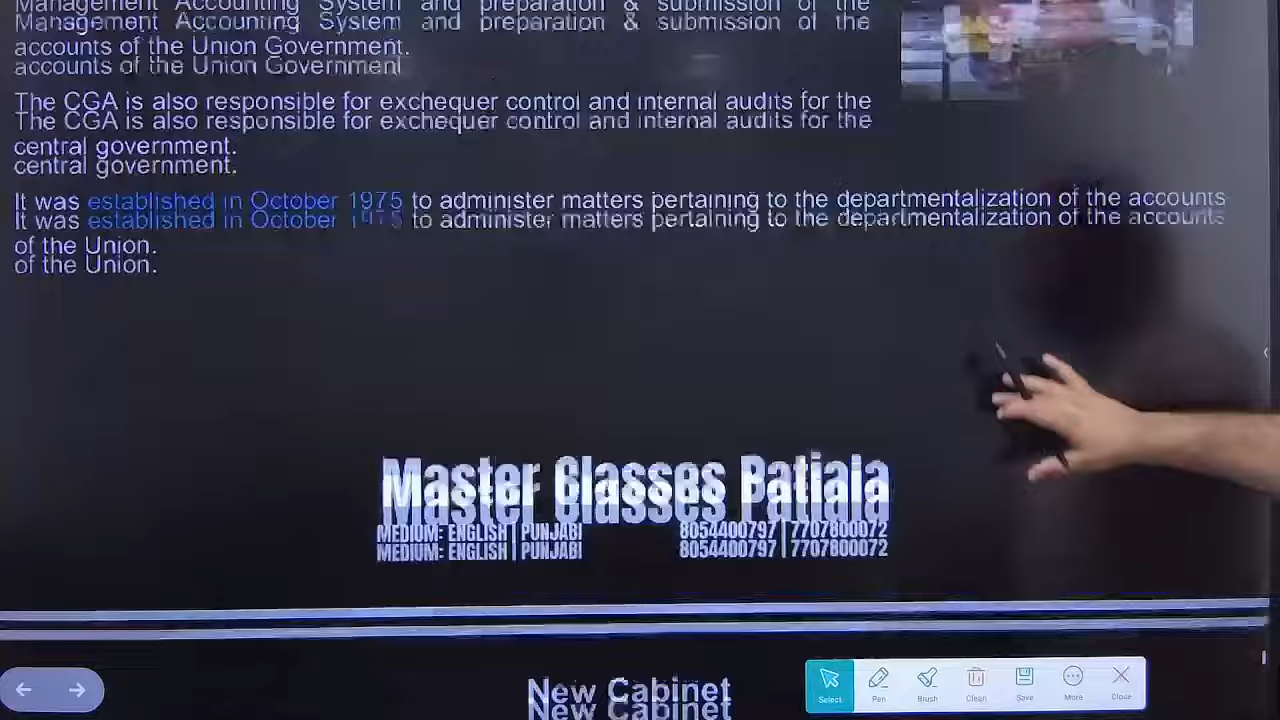 Management Accounting System and preparation & submission of the
accounts of the Union Government.
The CGA is also responsible for exchequer control and internal audits for the
central government.
It was established in October 1975 to administer matters pertaining to the departmentalization of the accounts
of the Union.
Master Classes Patiala
MEDIUM: ENGLISH | PUNJABI 8054400797 | 7707800072
New Cabinet
Select Pen Brush Clean Save More Close